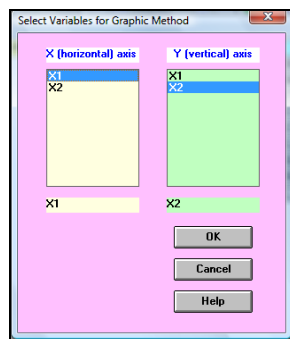 Select Variables for Graphic Method
X (horizontal) axis
X1
X2
X1
Y (vertical) axis
X1
X2
X2
OK
Cancel
Help